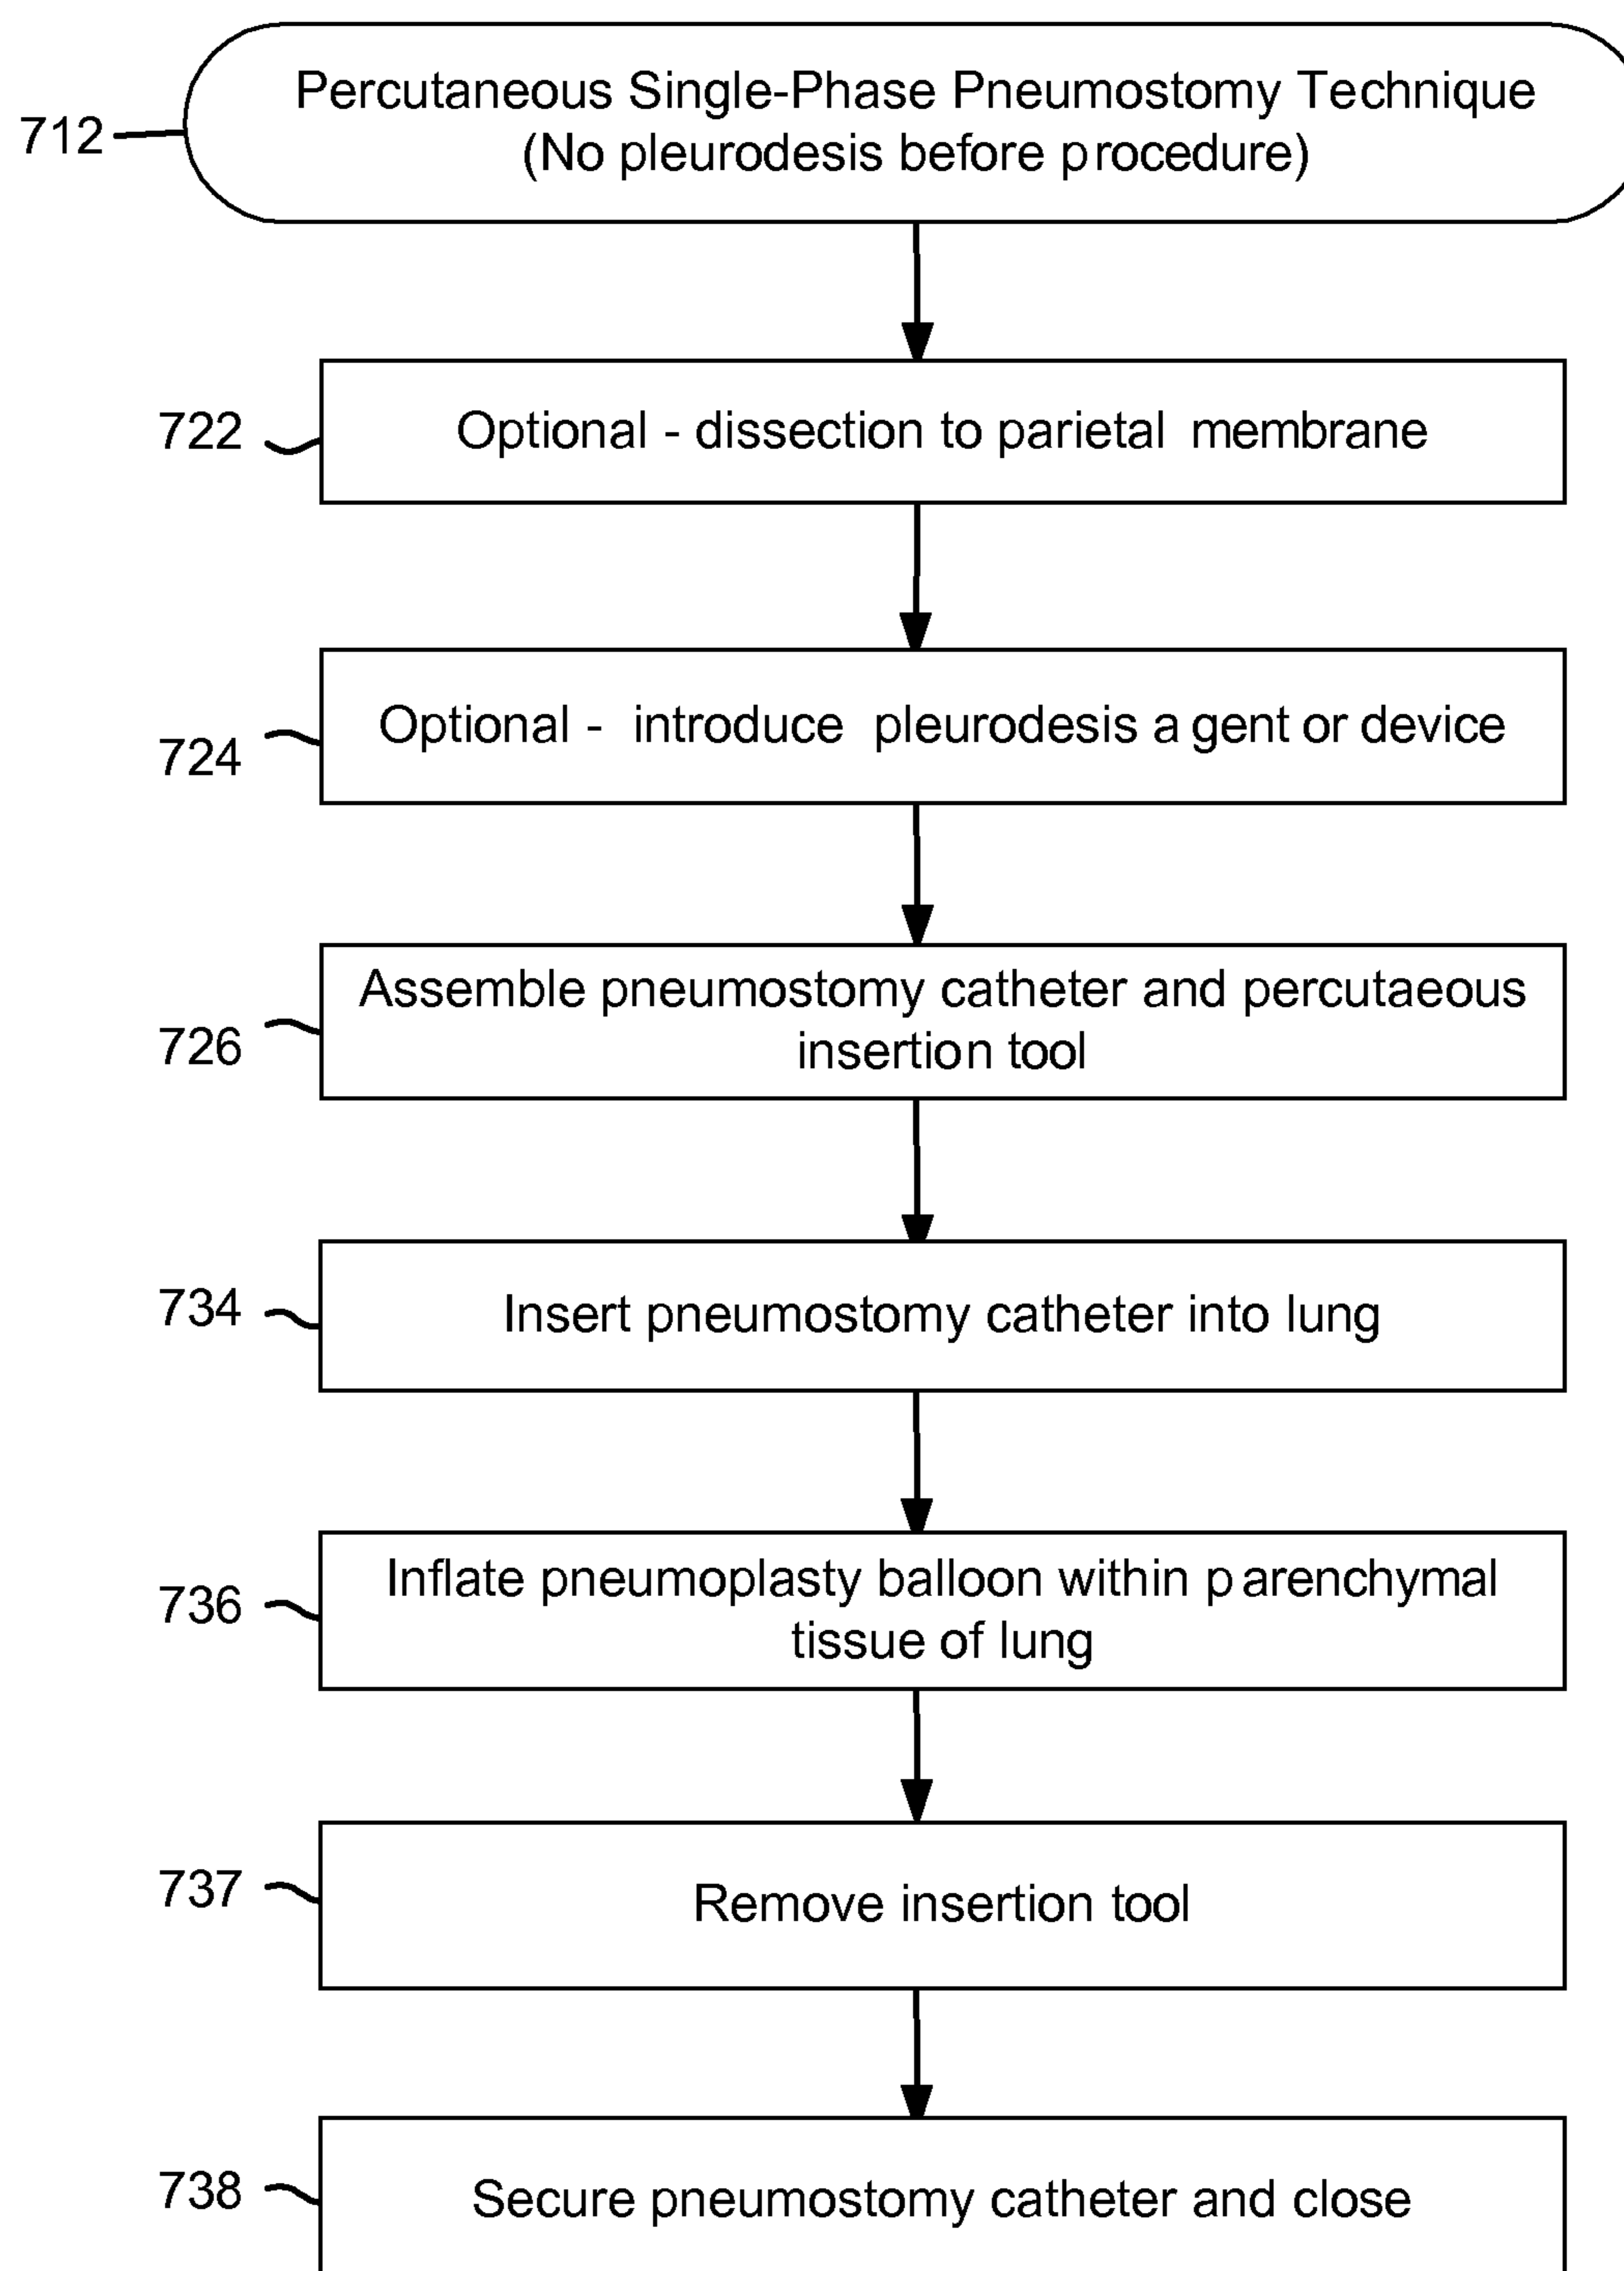 Percutaneous Single-Phase Pneumostomy Technique
712
(No pleurodesis before procedure)
722
Optional - dissection to parietal membrane
724
Optional - introduce pleurodesis a gent or device
726
Assemble pneumostomy catheter and percutaeous
insertion tool
734
Insert pneumostomy catheter into lung
736
Inflate pneumoplasty balloon within p arenchymal
tissue of lung
737
Remove insertion tool
738
Secure pneumostomy catheter and close